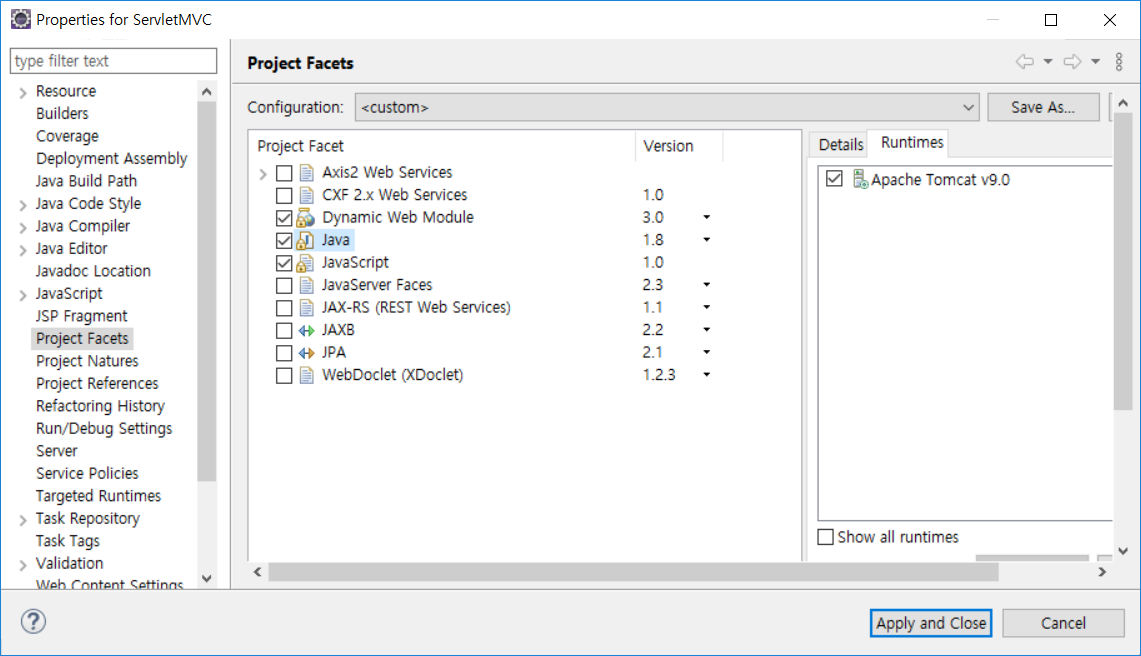 Properties for ServletMVC
type filter text
Resource
Builders
Coverage
Deployment Assembly
Java Build Path
Java Code Style
Java Compiler
Java Editor
Javadoc Location
JavaScript
JSP Fragment
Project Facets
Project Natures
Project References
Refactoring History
Run/Debug Settings
Server
Service Policies
Targeted Runtimes
Task Repository
Task Tags
Validation
Web Content Settings
Project Facets
Configuration: <custom> Save As...
Project Facet Version
Axis2 Web Services
CXF 2.x Web Services 1.0
Dynamic Web Module 3.0
Java 1.8
JavaScript 1.0
JavaServer Faces 2.3
JAX-RS (REST Web Services) 1.1
JAXB 2.2
JPA 2.1
WebDoclet (XDoclet) 1.2.3
Details Runtimes
Apache Tomcat v9.0
Show all runtimes
? Apply and Close Cancel